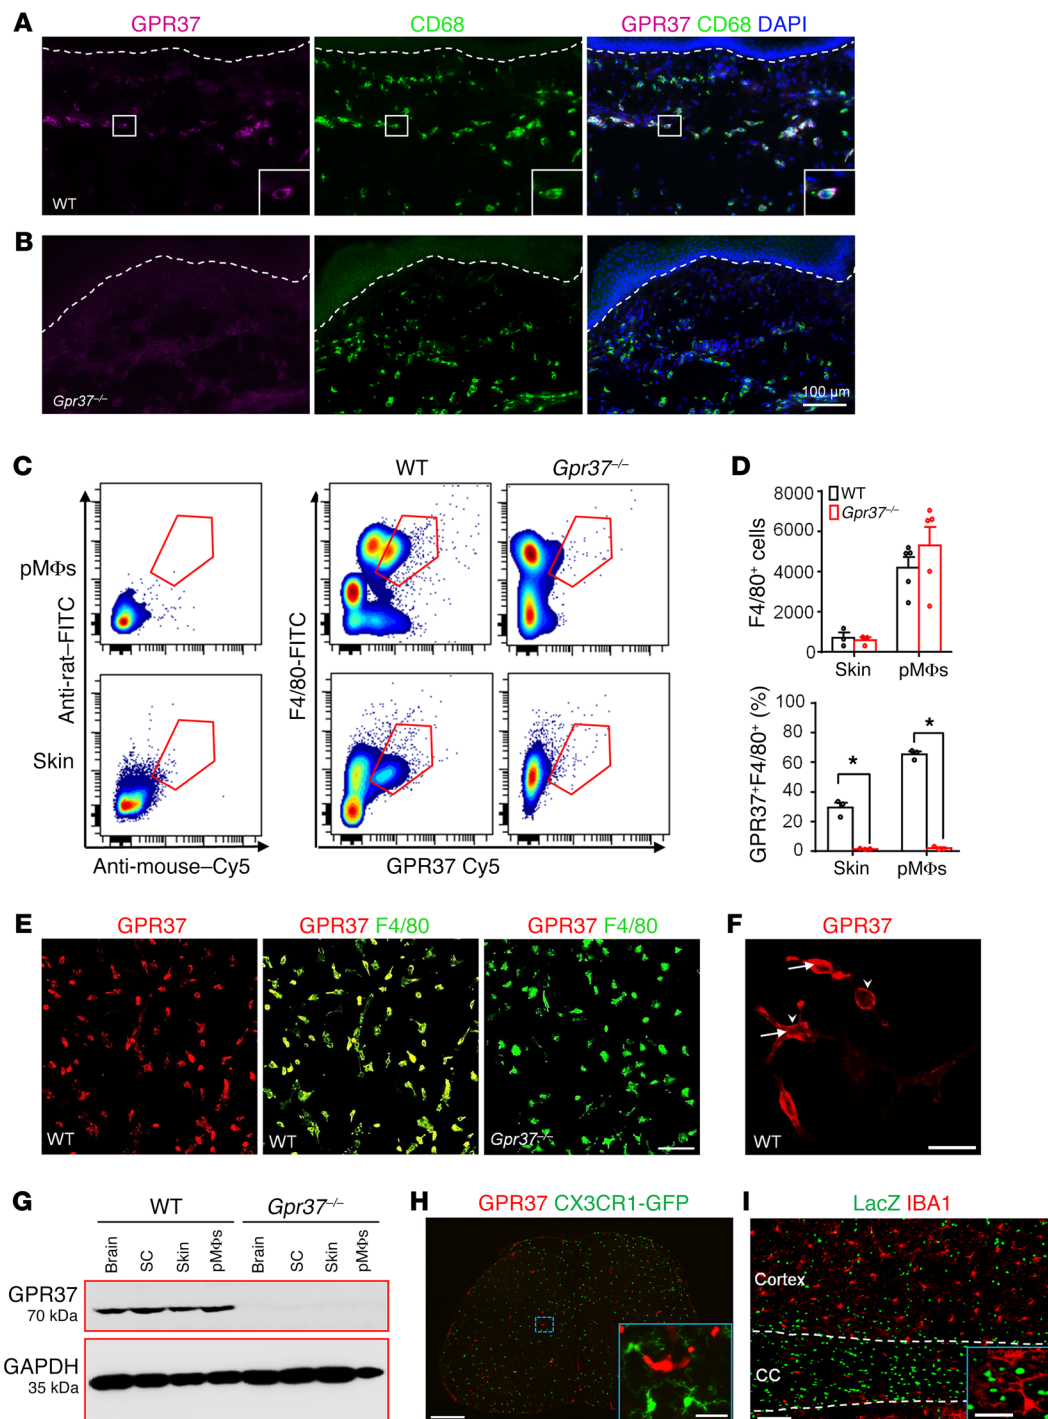 A
GPR37
CD68
GPR37 CD68 DAPI
WT
B
Gpr37–/–
100 μm
C
WT
Gpr37–/–
pMΦs
Skin
Anti-rat–FITC
F4/80-FITC
Anti-mouse–Cy5
GPR37 Cy5
D
WT
Gpr37–/–
F4/80+ cells
8000
6000
4000
2000
0
Skin
pMΦs
GPR37+F4/80+ (%)
100
80
60
40
20
0
*
*
Skin
pMΦs
E
GPR37
GPR37 F4/80
GPR37 F4/80
WT
WT
Gpr37–/–
F
GPR37
WT
G
WT
Gpr37–/–
Brain
SC
Skin
pMΦs
Brain
SC
Skin
pMΦs
GPR37
70 kDa
GAPDH
35 kDa
H
GPR37 CX3CR1-GFP
I
LacZ IBA1
Cortex
CC